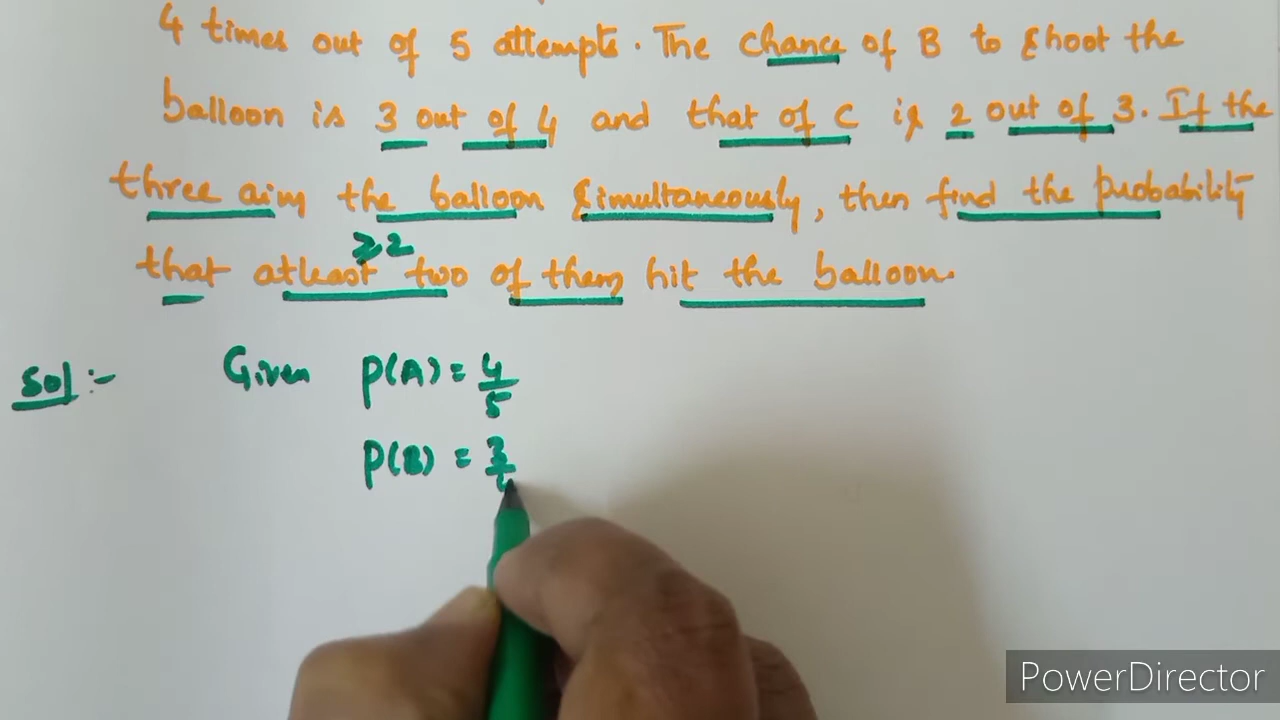 4 times out of 5 attempts. The chance of B to shoot the
balloon is 3 out of 4 and that of C is 2 out of 3. If the
three aim the balloon simultaneously, then find the probability
≥2
that atleast two of them hit the balloon.
Sol :- Given P(A) = 4/5
P(B) = 3/4
PowerDirector